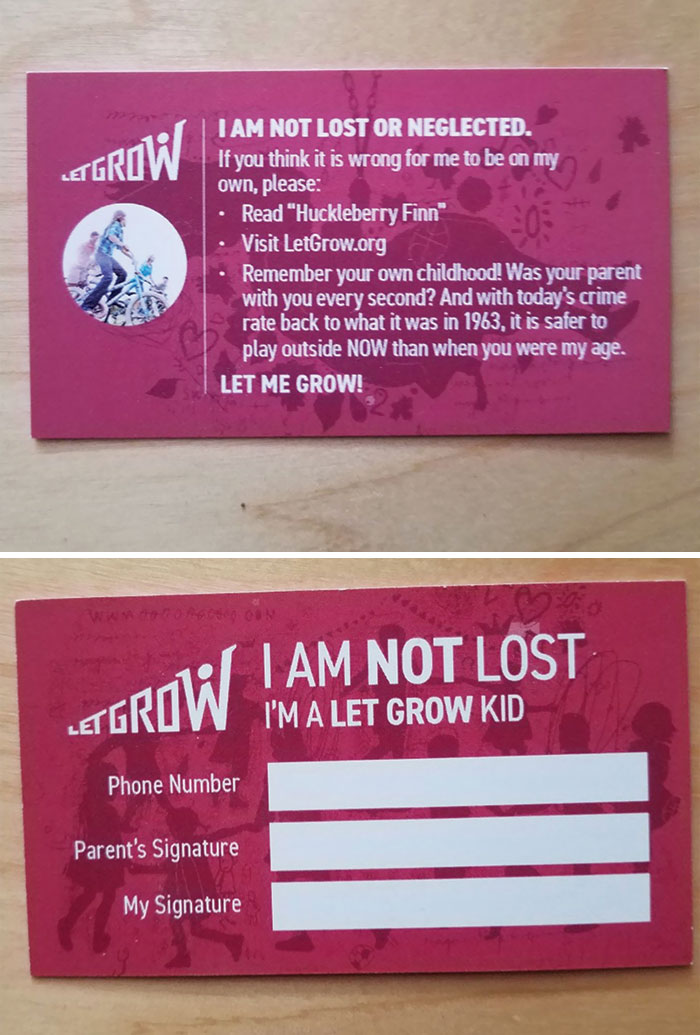 LET GROW
I AM NOT LOST OR NEGLECTED.
If you think it is wrong for me to be on my
own, please:
• Read "Huckleberry Finn"
• Visit LetGrow.org
• Remember your own childhood! Was your parent
with you every second? And with today's crime
rate back to what it was in 1963, it is safer to
play outside NOW than when you were my age.
LET ME GROW!
LET GROW
I AM NOT LOST
I'M A LET GROW KID
Phone Number
Parent's Signature
My Signature